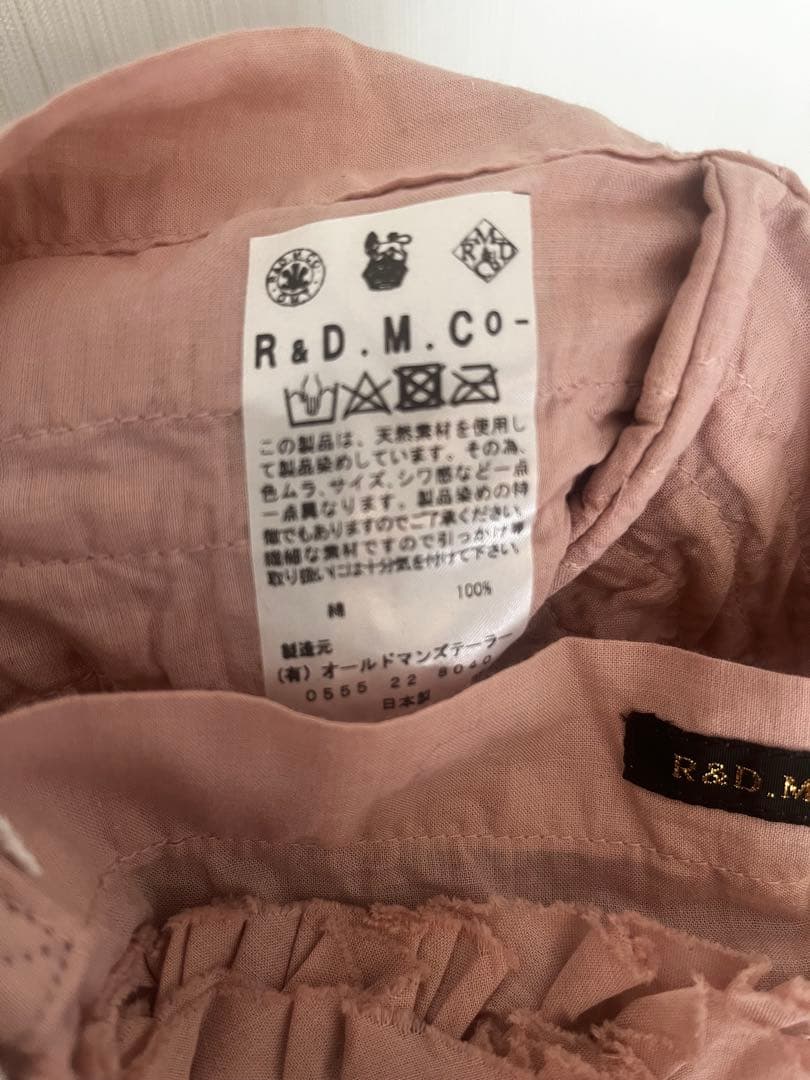 R&D.M.CO
O.M.T
R M D
& C
R&D.M.Co-
この製品は、天然素材を使用し
て製品染めしています。その為、
色ムラ、サイズ、シワ感など一点
一点異なります。製品染めの特
徴でもありますのでご了承ください。
繊細な素材ですので引っかけ等
取り扱いには十分気を付けて下さい。
綿 100%
製造元
(有)オールドマンズテーラー
0555 22 8040
日本製
R&D.M